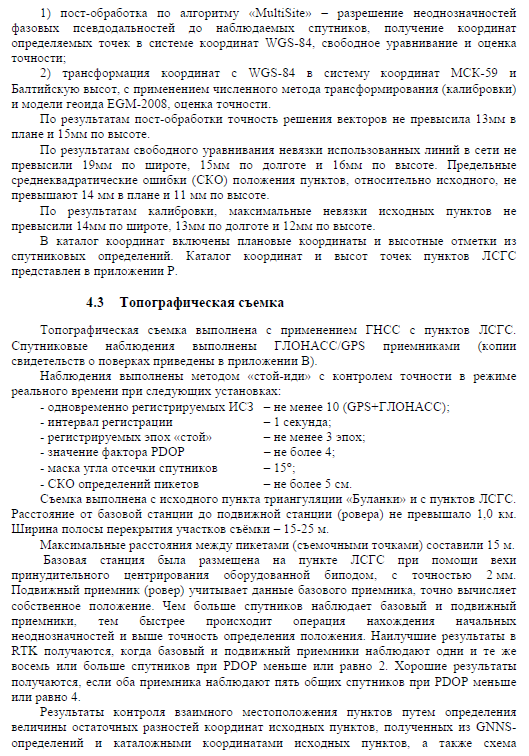 1) пост-обработка по алгоритму «MultiSite» – разрешение неоднозначностей
фазовых псевдодальностей до наблюдаемых спутников, получение координат
определяемых точек в системе координат WGS-84, свободное уравнивание и оценка
точности;
2) трансформация координат с WGS-84 в систему координат МСК-59 и
Балтийскую высот, с применением численного метода трансформирования (калибровки)
и модели геоида EGM-2008, оценка точности.
По результатам пост-обработки точность решения векторов не превысила 13мм в
плане и 15мм по высоте.
По результатам свободного уравнивания невязки использованных линий в сети не
превысили 19мм по широте, 15мм по долготе и 16мм по высоте. Предельные
среднеквадратические ошибки (СКО) положения пунктов, относительно исходного, не
превышают 14 мм в плане и 11 мм по высоте.
По результатам калибровки, максимальные невязки исходных пунктов не
превысили 14мм по широте, 13мм по долготе и 12мм по высоте.
В каталог координат включены плановые координаты и высотные отметки из
спутниковых определений. Каталог координат и высот точек пунктов ЛСГС
представлен в приложении Р.
4.3 Топографическая съемка
Топографическая съемка выполнена с применением ГНСС с пунктов ЛСГС.
Спутниковые наблюдения выполнены ГЛОНАСС/GPS приемниками (копии
свидетельств о поверках приведены в приложении В).
Наблюдения выполнены методом «стой-иди» с контролем точности в режиме
реального времени при следующих установках:
- одновременно регистрируемых ИСЗ – не менее 10 (GPS+ГЛОНАСС);
- интервал регистрации – 1 секунда;
- регистрируемых эпох «стой» – не менее 3 эпох;
- значение фактора PDOP – не более 4;
- маска угла отсечки спутников – 15°;
- СКО определений пикетов – не более 5 см.
Съемка выполнена с исходного пункта триангуляции «Буланки» и с пунктов ЛСГС.
Расстояние от базовой станции до подвижной станции (ровера) не превышало 1,0 км.
Ширина полосы перекрытия участков съёмки – 15-25 м.
Максимальные расстояния между пикетами (съемочными точками) составили 15 м.
Базовая станция была размещена на пункте ЛСГС при помощи вехи
принудительного центрирования оборудованной биподом, с точностью 2 мм.
Подвижный приемник (ровер) учитывает данные базового приемника, точно вычисляет
собственное положение. Чем больше спутников наблюдает базовый и подвижный
приемники, тем быстрее происходит операция нахождения начальных
неоднозначностей и выше точность определения положения. Наилучшие результаты в
RTK получаются, когда базовый и подвижный приемники наблюдают одни и те же
восемь или больше спутников при PDOP меньше или равно 2. Хорошие результаты
получаются, если оба приемника наблюдают пять общих спутников при PDOP меньше
или равно 4.
Результаты контроля взаимного местоположения пунктов путем определения
величины остаточных разностей координат исходных пунктов, полученных из GNNS-
определений и каталожными координатами исходных пунктов, а также схема